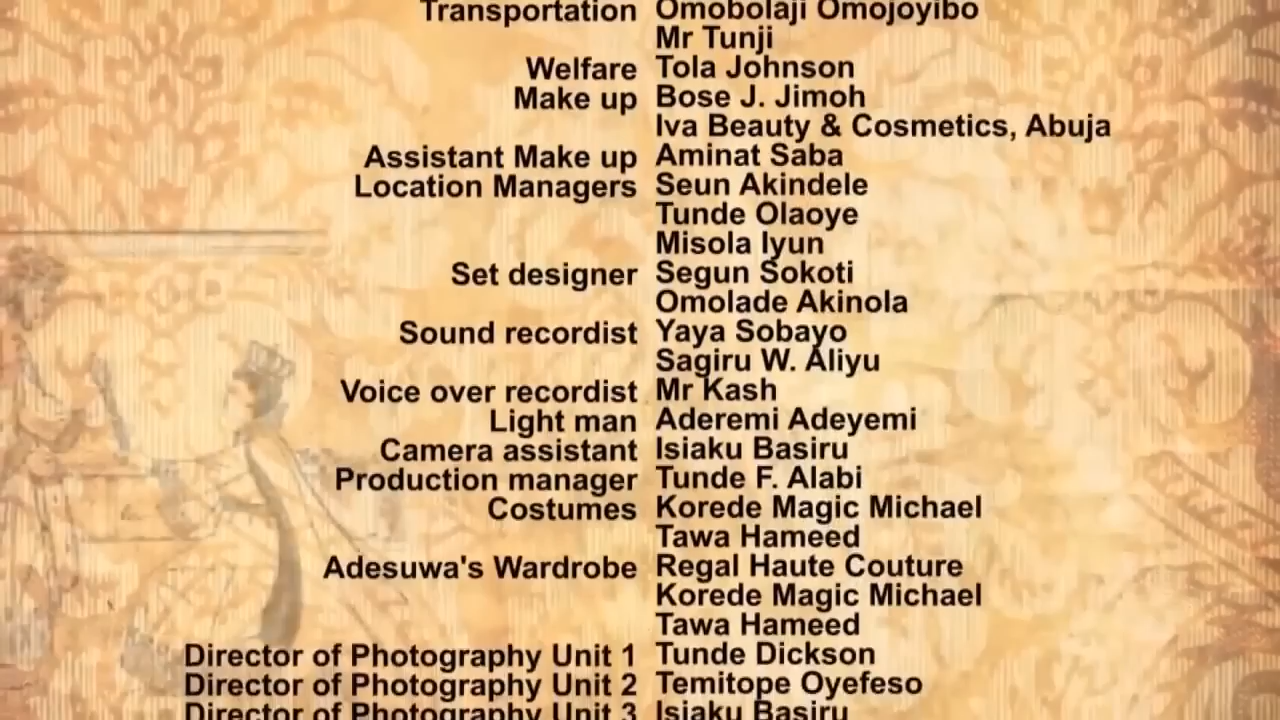 Transportation Omobolaji Omojoyibo
Mr Tunji
Welfare Tola Johnson
Make up Bose J. Jimoh
Iva Beauty & Cosmetics, Abuja
Assistant Make up Aminat Saba
Location Managers Seun Akindele
Tunde Olaoye
Misola Iyun
Set designer Segun Sokoti
Omolade Akinola
Sound recordist Yaya Sobayo
Sagiru W. Aliyu
Voice over recordist Mr Kash
Light man Aderemi Adeyemi
Camera assistant Isiaku Basiru
Production manager Tunde F. Alabi
Costumes Korede Magic Michael
Tawa Hameed
Adesuwa's Wardrobe Regal Haute Couture
Korede Magic Michael
Tawa Hameed
Director of Photography Unit 1 Tunde Dickson
Director of Photography Unit 2 Temitope Oyefeso
Director of Photography Unit 3 Isiaku Basiru